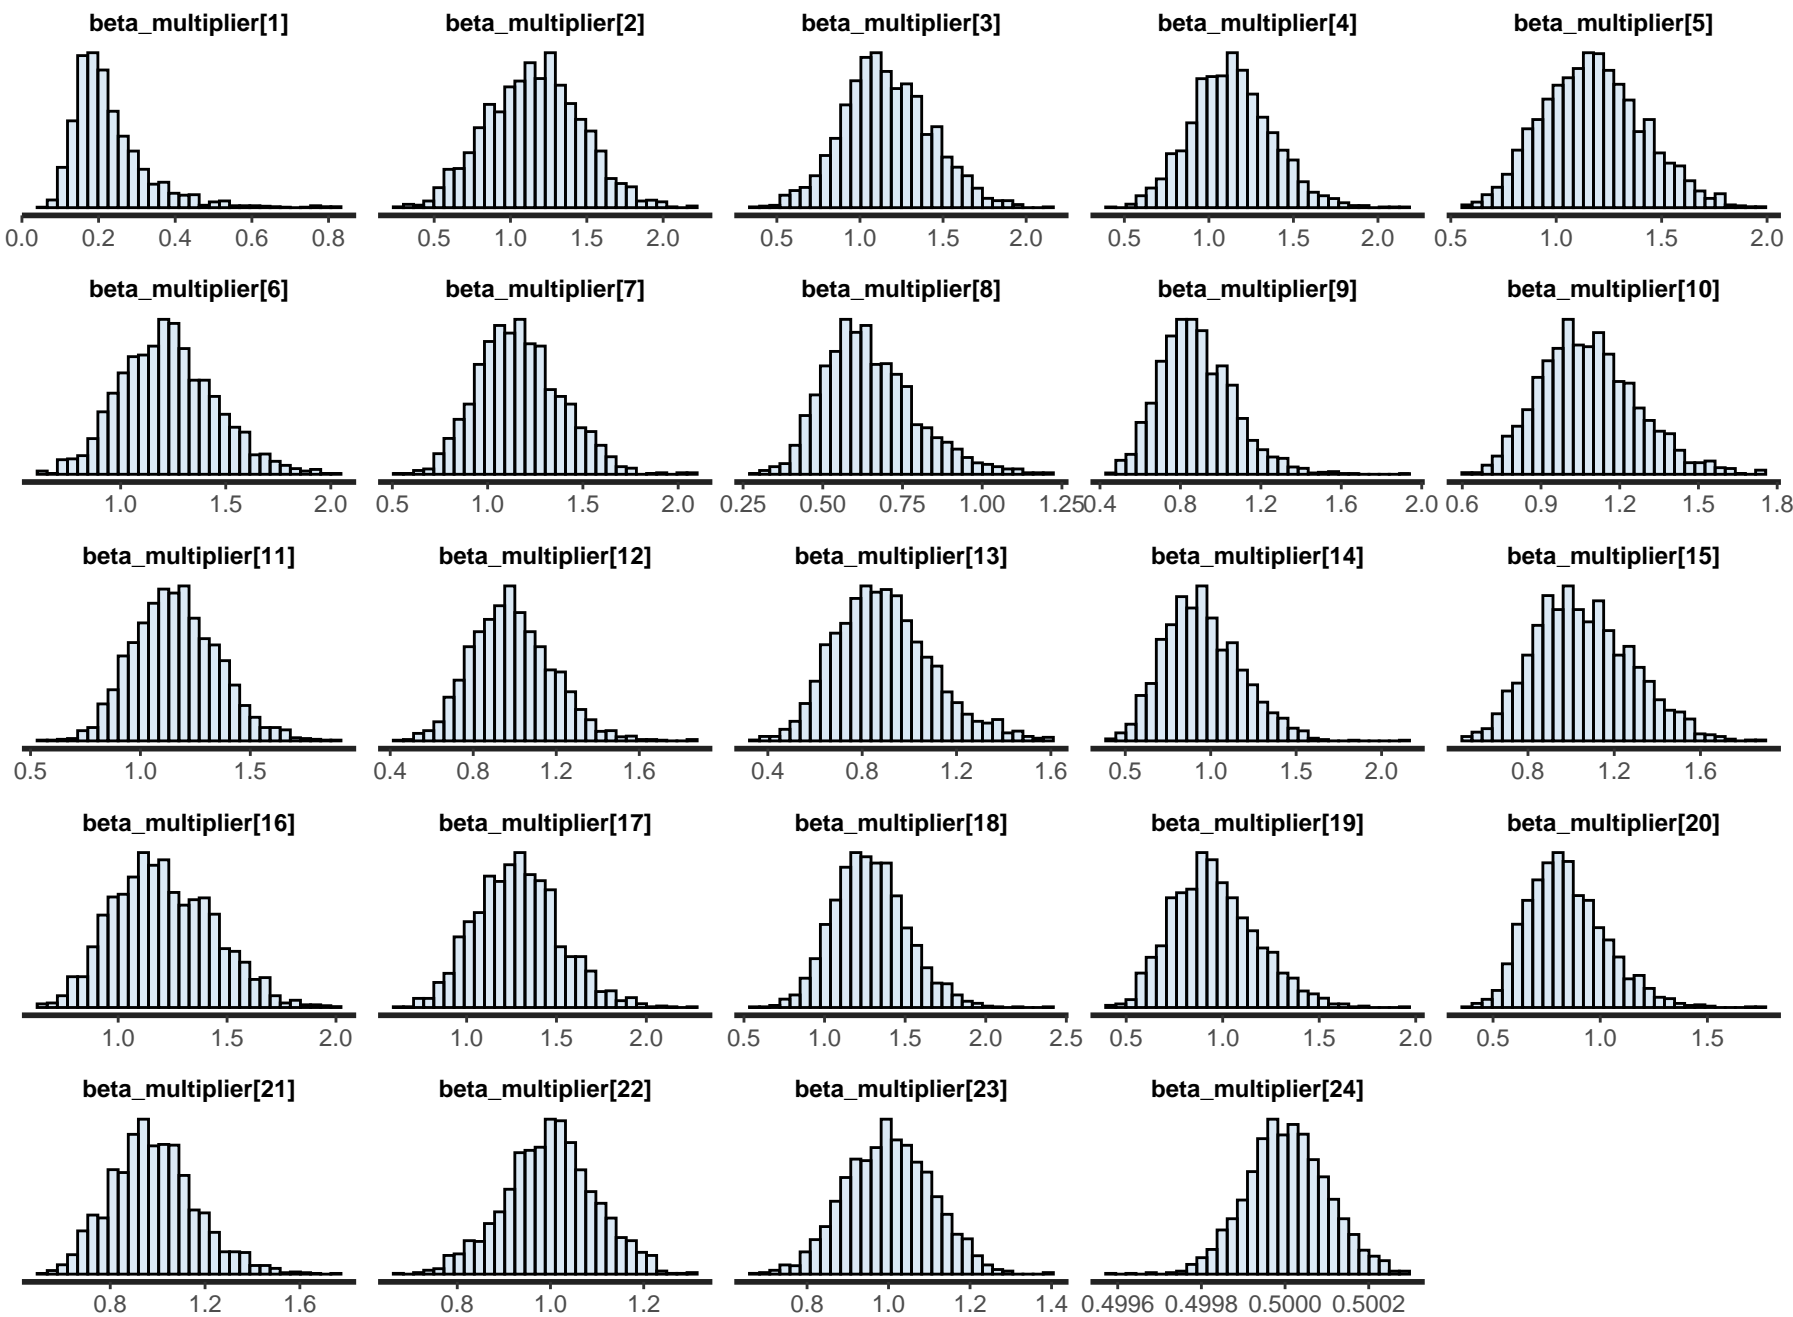 beta_multiplier[1] beta_multiplier[2] beta_multiplier[3] beta_multiplier[4] beta_multiplier[5]
0.0 0.2 0.4 0.6 0.8 0.5 1.0 1.5 2.0 0.5 1.0 1.5 2.0 0.5 1.0 1.5 2.0 0.5 1.0 1.5 2.0
beta_multiplier[6] beta_multiplier[7] beta_multiplier[8] beta_multiplier[9] beta_multiplier[10]
1.0 1.5 2.0 0.5 1.0 1.5 2.0 0.25 0.50 0.75 1.00 1.25 0.4 0.8 1.2 1.6 2.0 0.6 0.9 1.2 1.5 1.8
beta_multiplier[11] beta_multiplier[12] beta_multiplier[13] beta_multiplier[14] beta_multiplier[15]
0.5 1.0 1.5 0.4 0.8 1.2 1.6 0.4 0.8 1.2 1.6 0.5 1.0 1.5 2.0 0.8 1.2 1.6
beta_multiplier[16] beta_multiplier[17] beta_multiplier[18] beta_multiplier[19] beta_multiplier[20]
1.0 1.5 2.0 1.0 1.5 2.0 0.5 1.0 1.5 2.0 2.5 0.5 1.0 1.5 2.0 0.5 1.0 1.5
beta_multiplier[21] beta_multiplier[22] beta_multiplier[23] beta_multiplier[24]
0.8 1.2 1.6 0.8 1.0 1.2 0.8 1.0 1.2 1.4 0.4996 0.4998 0.5000 0.5002